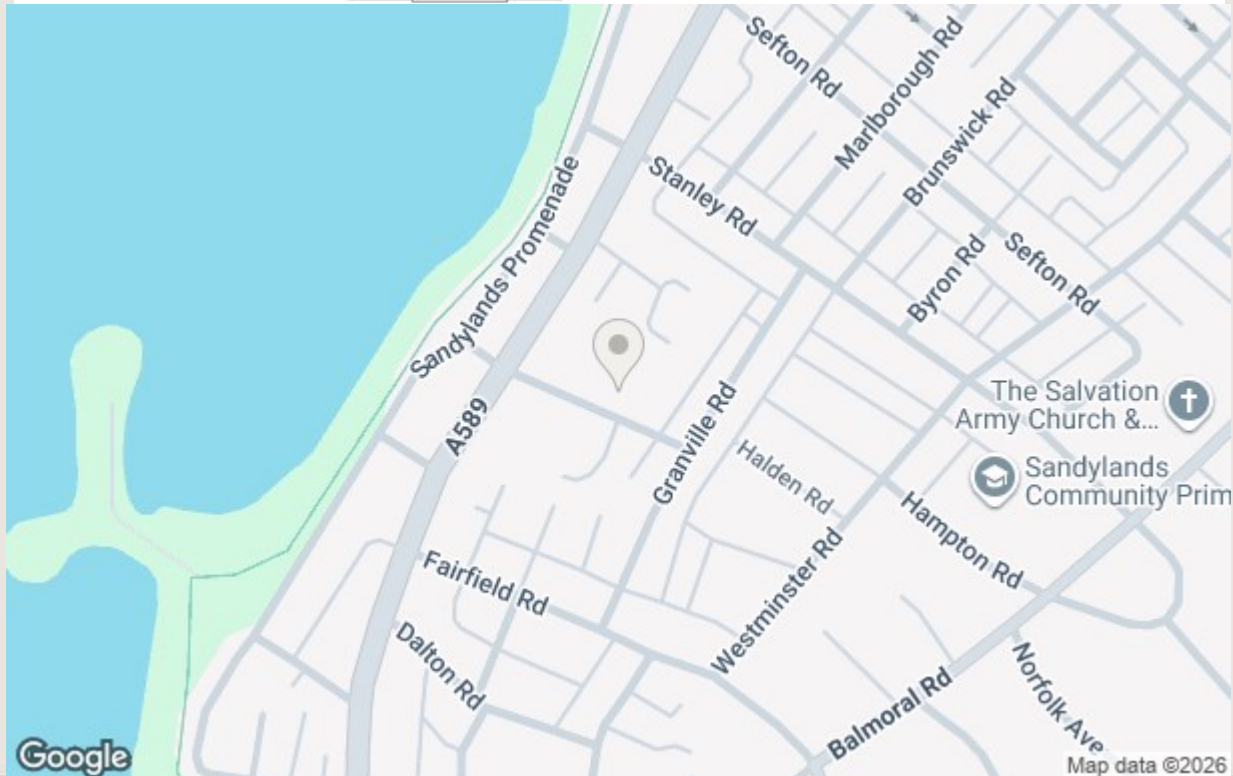 Sefton Rd
Marlborough Rd
Brunswick Rd
Stanley Rd
Sandylands Promenade
Byron Rd
Sefton Rd
A589
Granville Rd
The Salvation
Army Church &...
Halden Rd
Sandylands
Community Prim
Hampton Rd
Fairfield Rd
Westminster Rd
Dalton Rd
Balmoral Rd
Norfolk Ave
Google
Map data ©2026